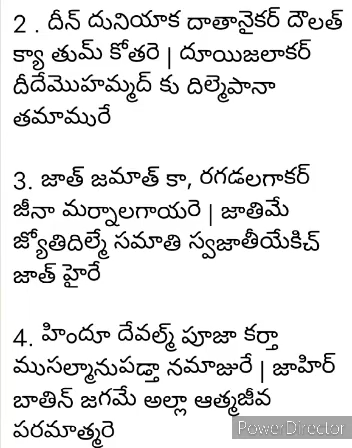 2 . దీన్ దునియాక దాతానైకర్ దౌలత్
క్యా తుమ్ కోతరె | దూయిజలాకర్
దీదేమొహమ్మద్ కు దిల్మెపానా
తమామురే
3. జాత్ జమాత్ కా, రగడలగాకర్
జీనా మర్నాలగాయరె | జాతిమే
జ్యోతిదిల్మే సమాతి స్వజాతీయేకిచ్
జాత్ హైరే
4. హిందూ దేవల్మ్ పూజా కర్తా
ముసల్మానుపడ్తా నమాజురే | జాహిర్
బాతిన్ జగమే అల్లా ఆత్మజీవ
పరమాత్మరె
PowerDirector